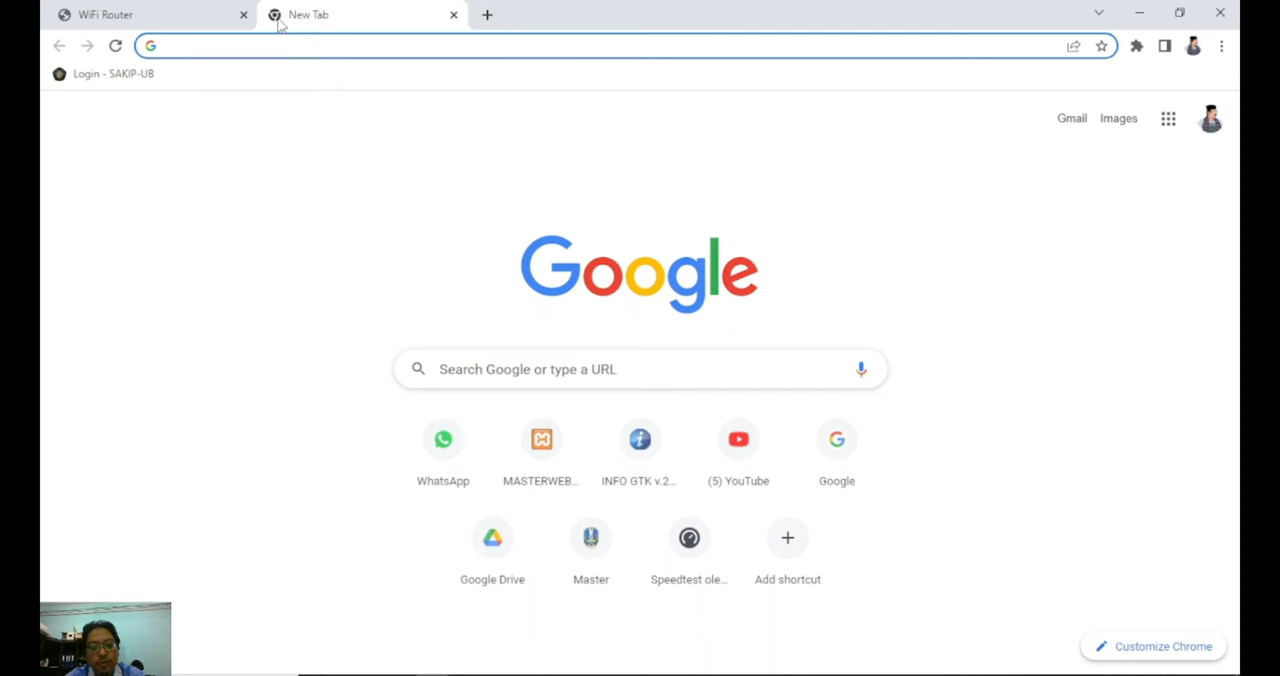 WiFi Router
New Tab
Login - SAKIP-UB
Gmail Images
Google
Search Google or type a URL
WhatsApp
MASTERWEB...
INFO GTK v.2...
(5) YouTube
Google
Google Drive
Master
Speedtest ole...
Add shortcut
Customize Chrome